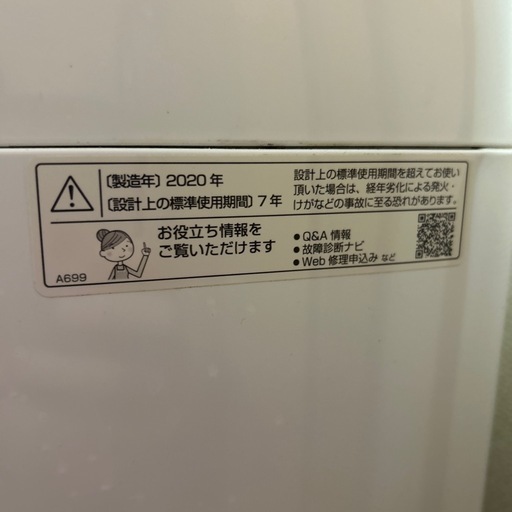 〔製造年〕2020年
〔設計上の標準使用期間〕7年
設計上の標準使用期間を超えてお使い
頂いた場合は、経年劣化による発火・
けがなどの事故に至る恐れがあります。
お役立ち情報を
ご覧いただけます
● Q&A 情報
● 故障診断ナビ
● Web 修理申込み など
A699